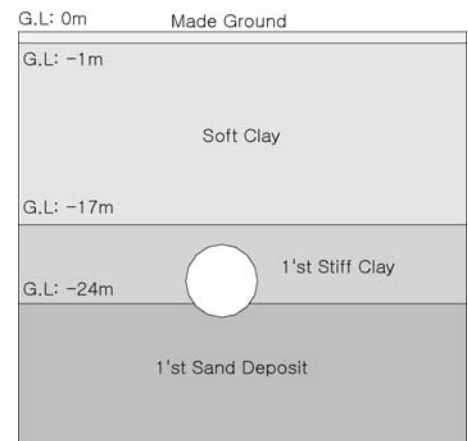 G.L: 0m
Made Ground
G.L: -1m
Soft Clay
G.L: -17m
1'st Stiff Clay
G.L: -24m
1'st Sand Deposit